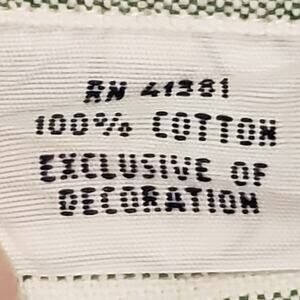 RN 41381
100% COTTON
EXCLUSIVE OF
DECORATION